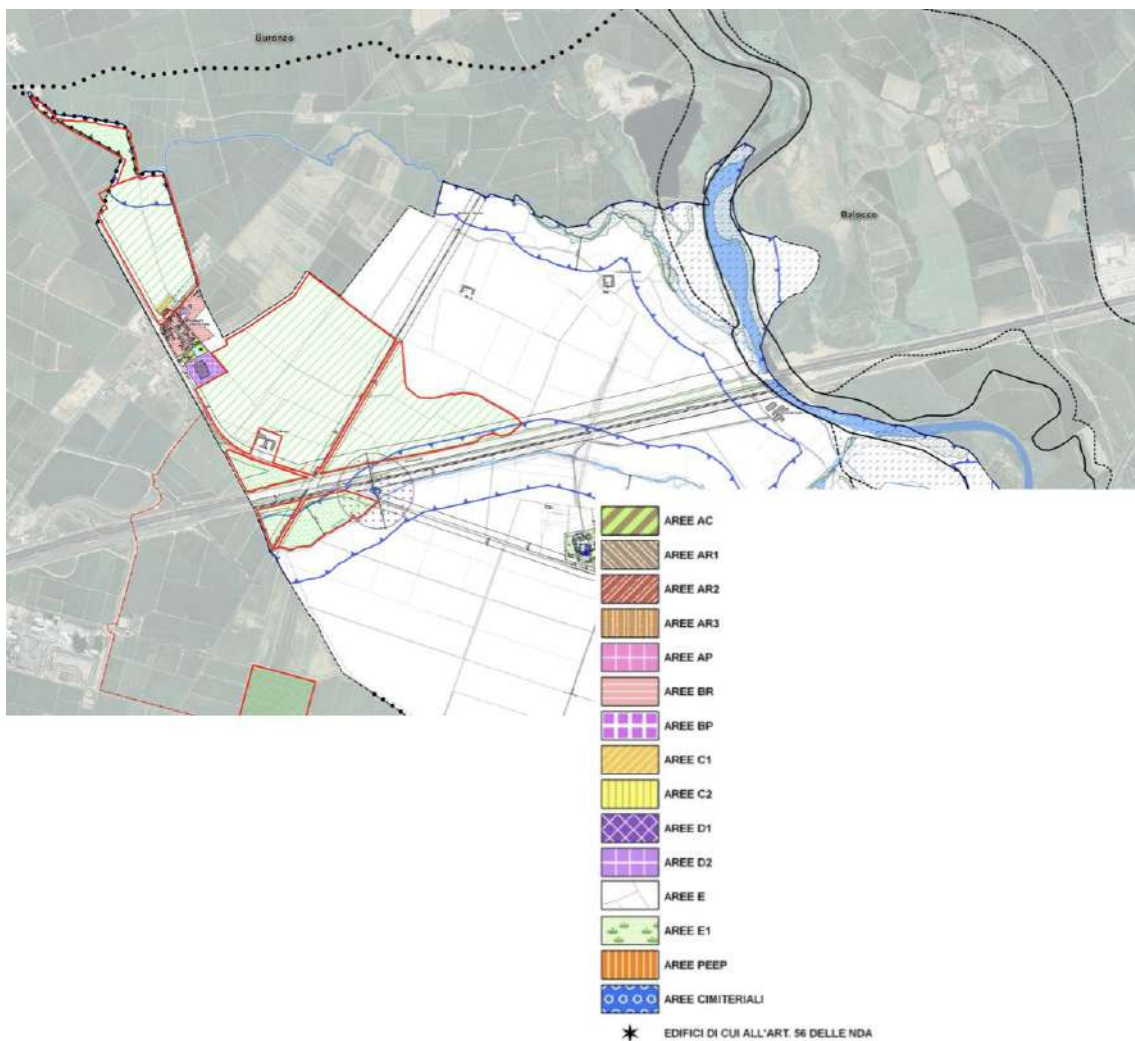 Buronzo
Balocco
AREE AC
AREE AR1
AREE AR2
AREE AR3
AREE AP
AREE BR
AREE BP
AREE C1
AREE C2
AREE D1
AREE D2
AREE E
AREE E1
AREE PEEP
AREE CIMITERIALI
EDIFICI DI CUI ALL'ART. 56 DELLE NDA